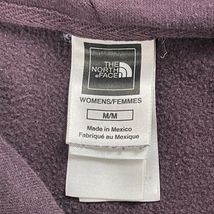 THE
NORTH
FACE
WOMENS/FEMMES
M/M
Made in Mexico
Fabriqué au Mexique